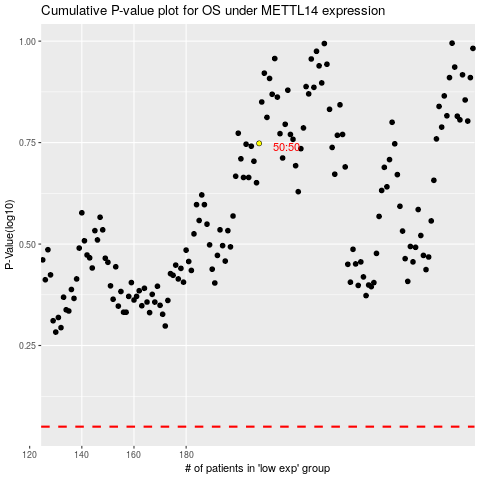 Cumulative P-value plot for OS under METTL14 expression
P-Value(log10)
1.00
0.75
0.50
0.25
50:50
120 140 160 180
# of patients in 'low exp' group